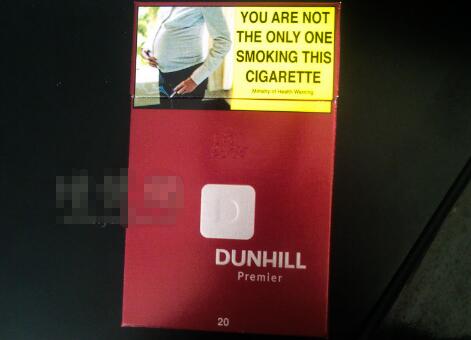 YOU ARE NOT
THE ONLY ONE
SMOKING THIS
CIGARETTE
Ministry of Health Warning
DUNHILL
Premier
20